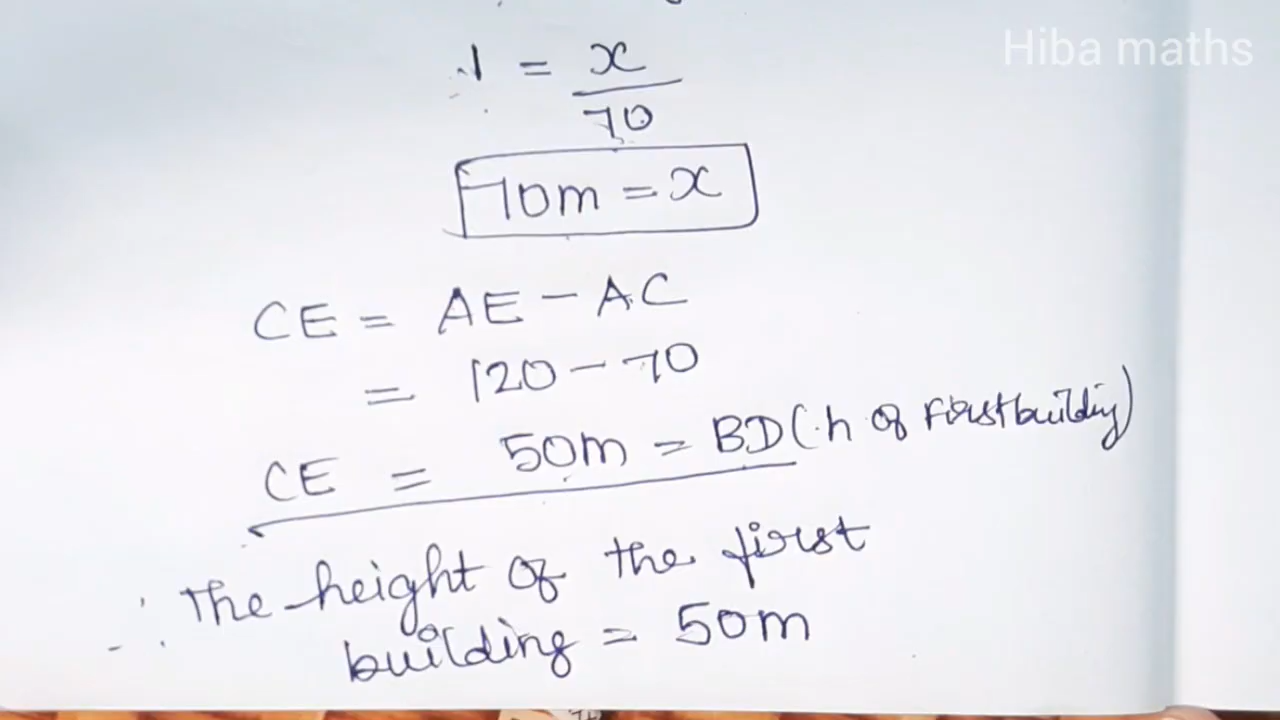 Hiba maths
1 = x/70
70m = x
CE = AE - AC
= 120 - 70
CE = 50m = BD (h of First building)
∴ The height of the first
building = 50m